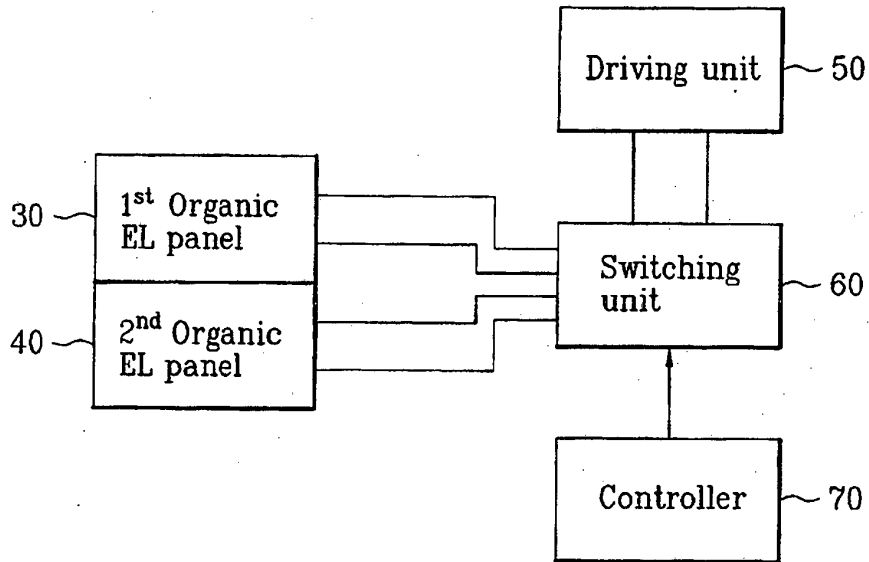 Driving unit
50
30
1st Organic
EL panel
Switching
unit
60
40
2nd Organic
EL panel
Controller
70